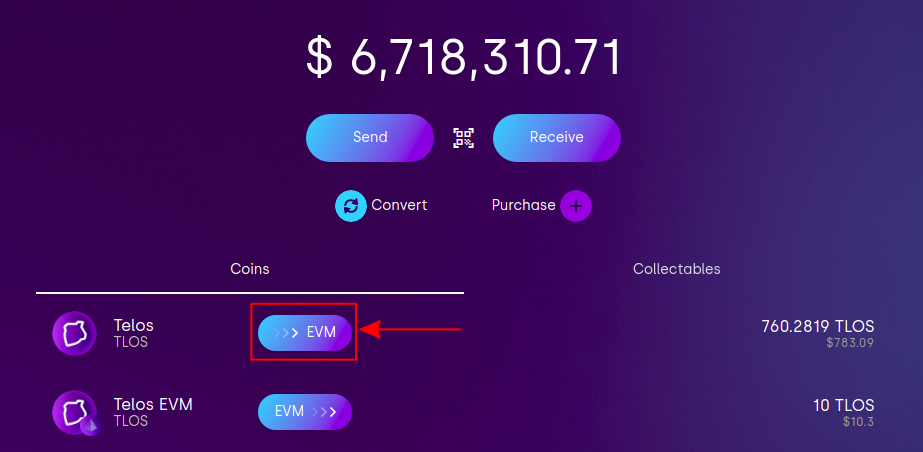 $ 6,718,310.71
Send
Receive
Convert
Purchase
Coins
Collectables
Telos
TLOS
EVM
760.2819 TLOS
$783.09
Telos EVM
TLOS
EVM
10 TLOS
$10.3